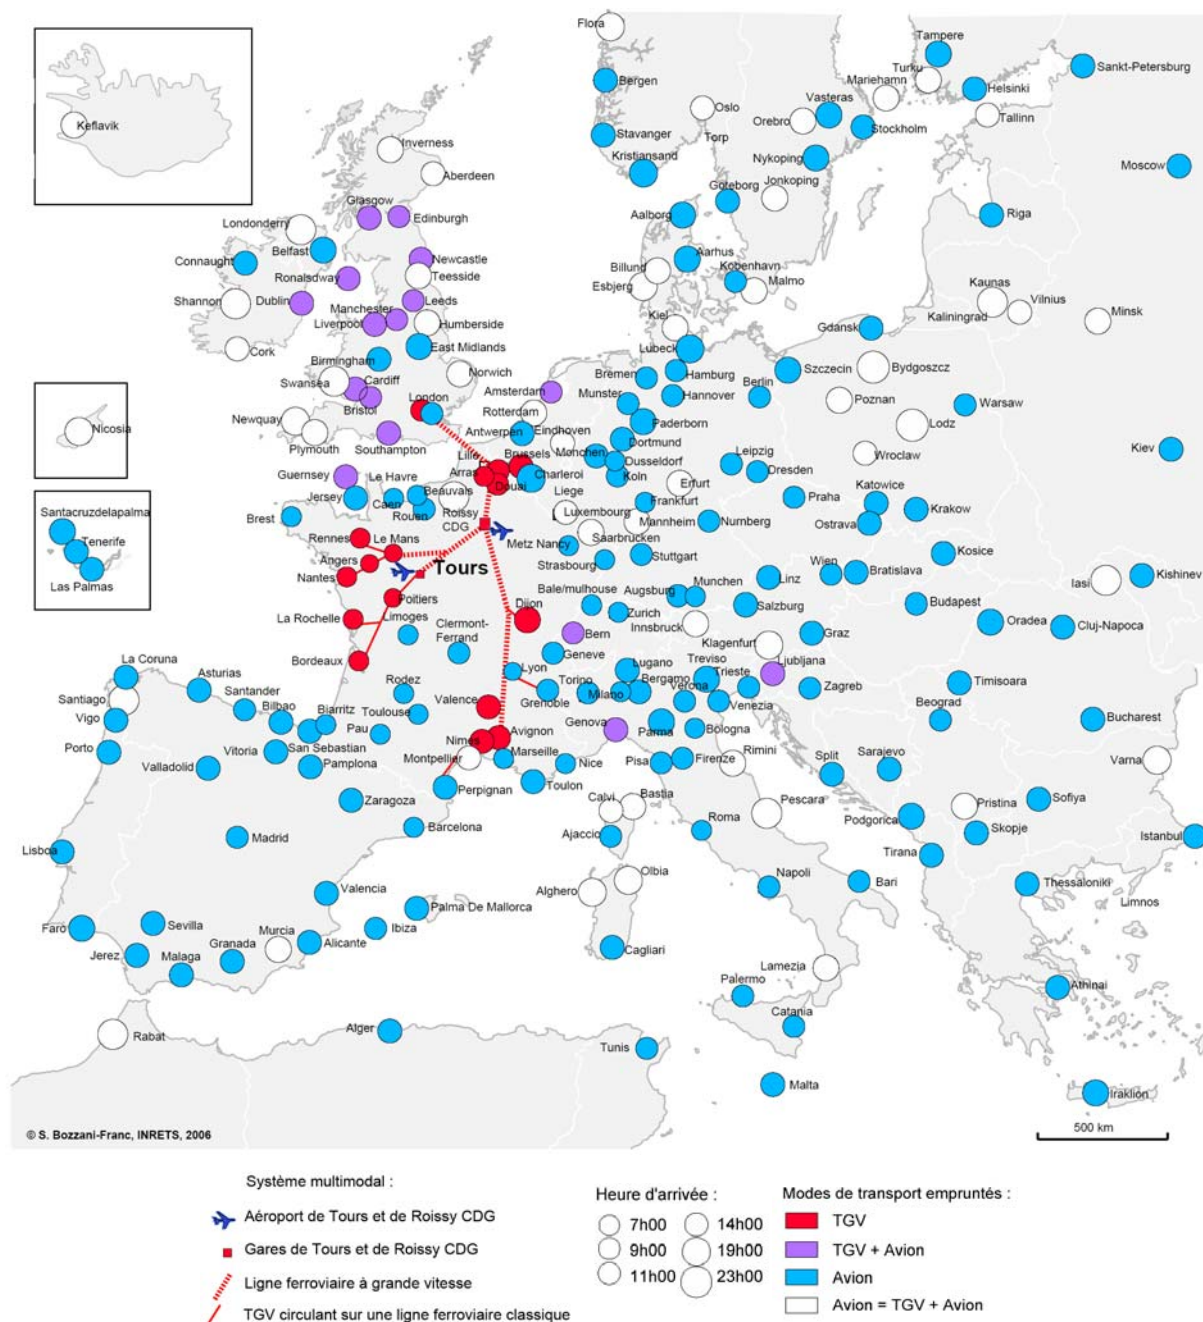 Flora
Tampere
Turku
Sankt-Petersburg
Bergen
Mariehamn
Helsinki
Oslo
Vasteras
Orebro
Tallinn
Keflavik
Stavanger
Torp
Stockholm
Inverness
Kristiansand
Nykoping
Moscow
Aberdeen
Goteborg
Jonkoping
Glasgow
Londonderry
Edinburgh
Aalborg
Riga
Belfast
Connaught
Newcastle
Aarhus
Ronalsdway
Teesside
Billund
Kobenhavn
Esbjerg
Malmo
Shannon
Dublin
Leeds
Manchester
Liverpool
Humberside
Kaunas
Vilnius
Kaliningrad
Minsk
Kiel
Gdansk
Cork
East Midlands
Lubeck
Birmingham
Norwich
Bremen
Hamburg
Szczecin
Bydgoszcz
Swansea
Cardiff
Amsterdam
Munster
Hannover
Berlin
Bristol
London
Rotterdam
Poznan
Warsaw
Newquay
Plymouth
Antwerpen
Eindhoven
Paderborn
Lodz
Nicosia
Southampton
Dortmund
Lille
Brussels
Monchen
Leipzig
Wroclaw
Kiev
Arras
Dusseldorf
Dresden
Guernsey
Le Havre
Douai
Charleroi
Koln
Erfurt
Jersey
Caen
Beauvais
Liege
Frankfurt
Praha
Katowice
Santacruzdelapalma
Brest
Rouen
Roissy
CDG
Luxembourg
Mannheim
Nurnberg
Ostrava
Krakow
Tenerife
Rennes
Le Mans
Metz Nancy
Saarbrucken
Stuttgart
Kosice
Las Palmas
Angers
Tours
Strasbourg
Wien
Bratislava
Nantes
Bale/mulhouse
Augsburg
Munchen
Linz
Iasi
Kishinev
Poitiers
Dijon
Zurich
Salzburg
Budapest
La Rochelle
Limoges
Clermont-
Ferrand
Bern
Innsbruck
Klagenfurt
Graz
Oradea
Cluj-Napoca
Bordeaux
Geneve
La Coruna
Lyon
Lugano
Treviso
Ljubljana
Asturias
Torino
Bergamo
Trieste
Timisoara
Santiago
Santander
Rodez
Valence
Grenoble
Milano
Verona
Zagreb
Vigo
Bilbao
Biarritz
Toulouse
Venezia
Beograd
Bucharest
Pau
Avignon
Genova
Parma
Bologna
Porto
Vitoria
San Sebastian
Nimes
Marseille
Montpellier
Nice
Pisa
Firenze
Rimini
Split
Sarajevo
Varna
Valladolid
Pamplona
Perpignan
Toulon
Zaragoza
Calvi
Bastia
Pescara
Pristina
Sofiya
Podgorica
Madrid
Barcelona
Ajaccio
Roma
Skopje
Istanbul
Lisboa
Tirana
Olbia
Valencia
Alghero
Napoli
Bari
Thessaloniki
Palma De Mallorca
Limnos
Faro
Sevilla
Murcia
Ibiza
Granada
Alicante
Jerez
Malaga
Cagliari
Lamezia
Palermo
Athinai
Catania
Rabat
Alger
Tunis
Malta
Iraklion
© S. Bozzani-Franc, INRETS, 2006
500 km
Système multimodal :
Aéroport de Tours et de Roissy CDG
Gares de Tours et de Roissy CDG
Ligne ferroviaire à grande vitesse
TGV circulant sur une ligne ferroviaire classique
Heure d'arrivée :
7h00
14h00
9h00
19h00
11h00
23h00
Modes de transport empruntés :
TGV
TGV + Avion
Avion
Avion = TGV + Avion